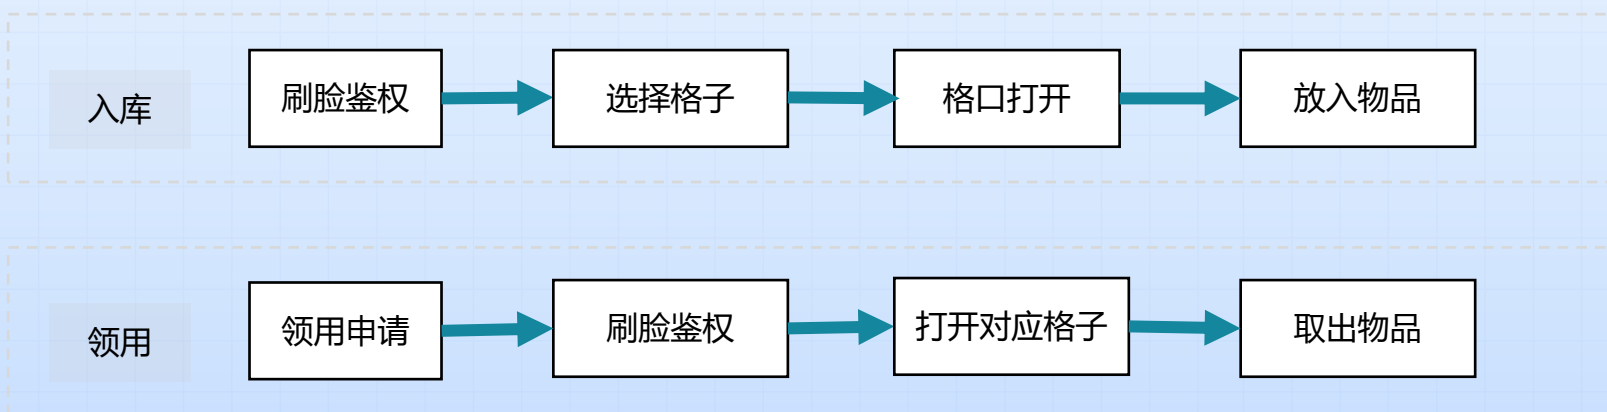 入库
刷脸鉴权
选择格子
格口打开
放入物品
领用
领用申请
刷脸鉴权
打开对应格子
取出物品